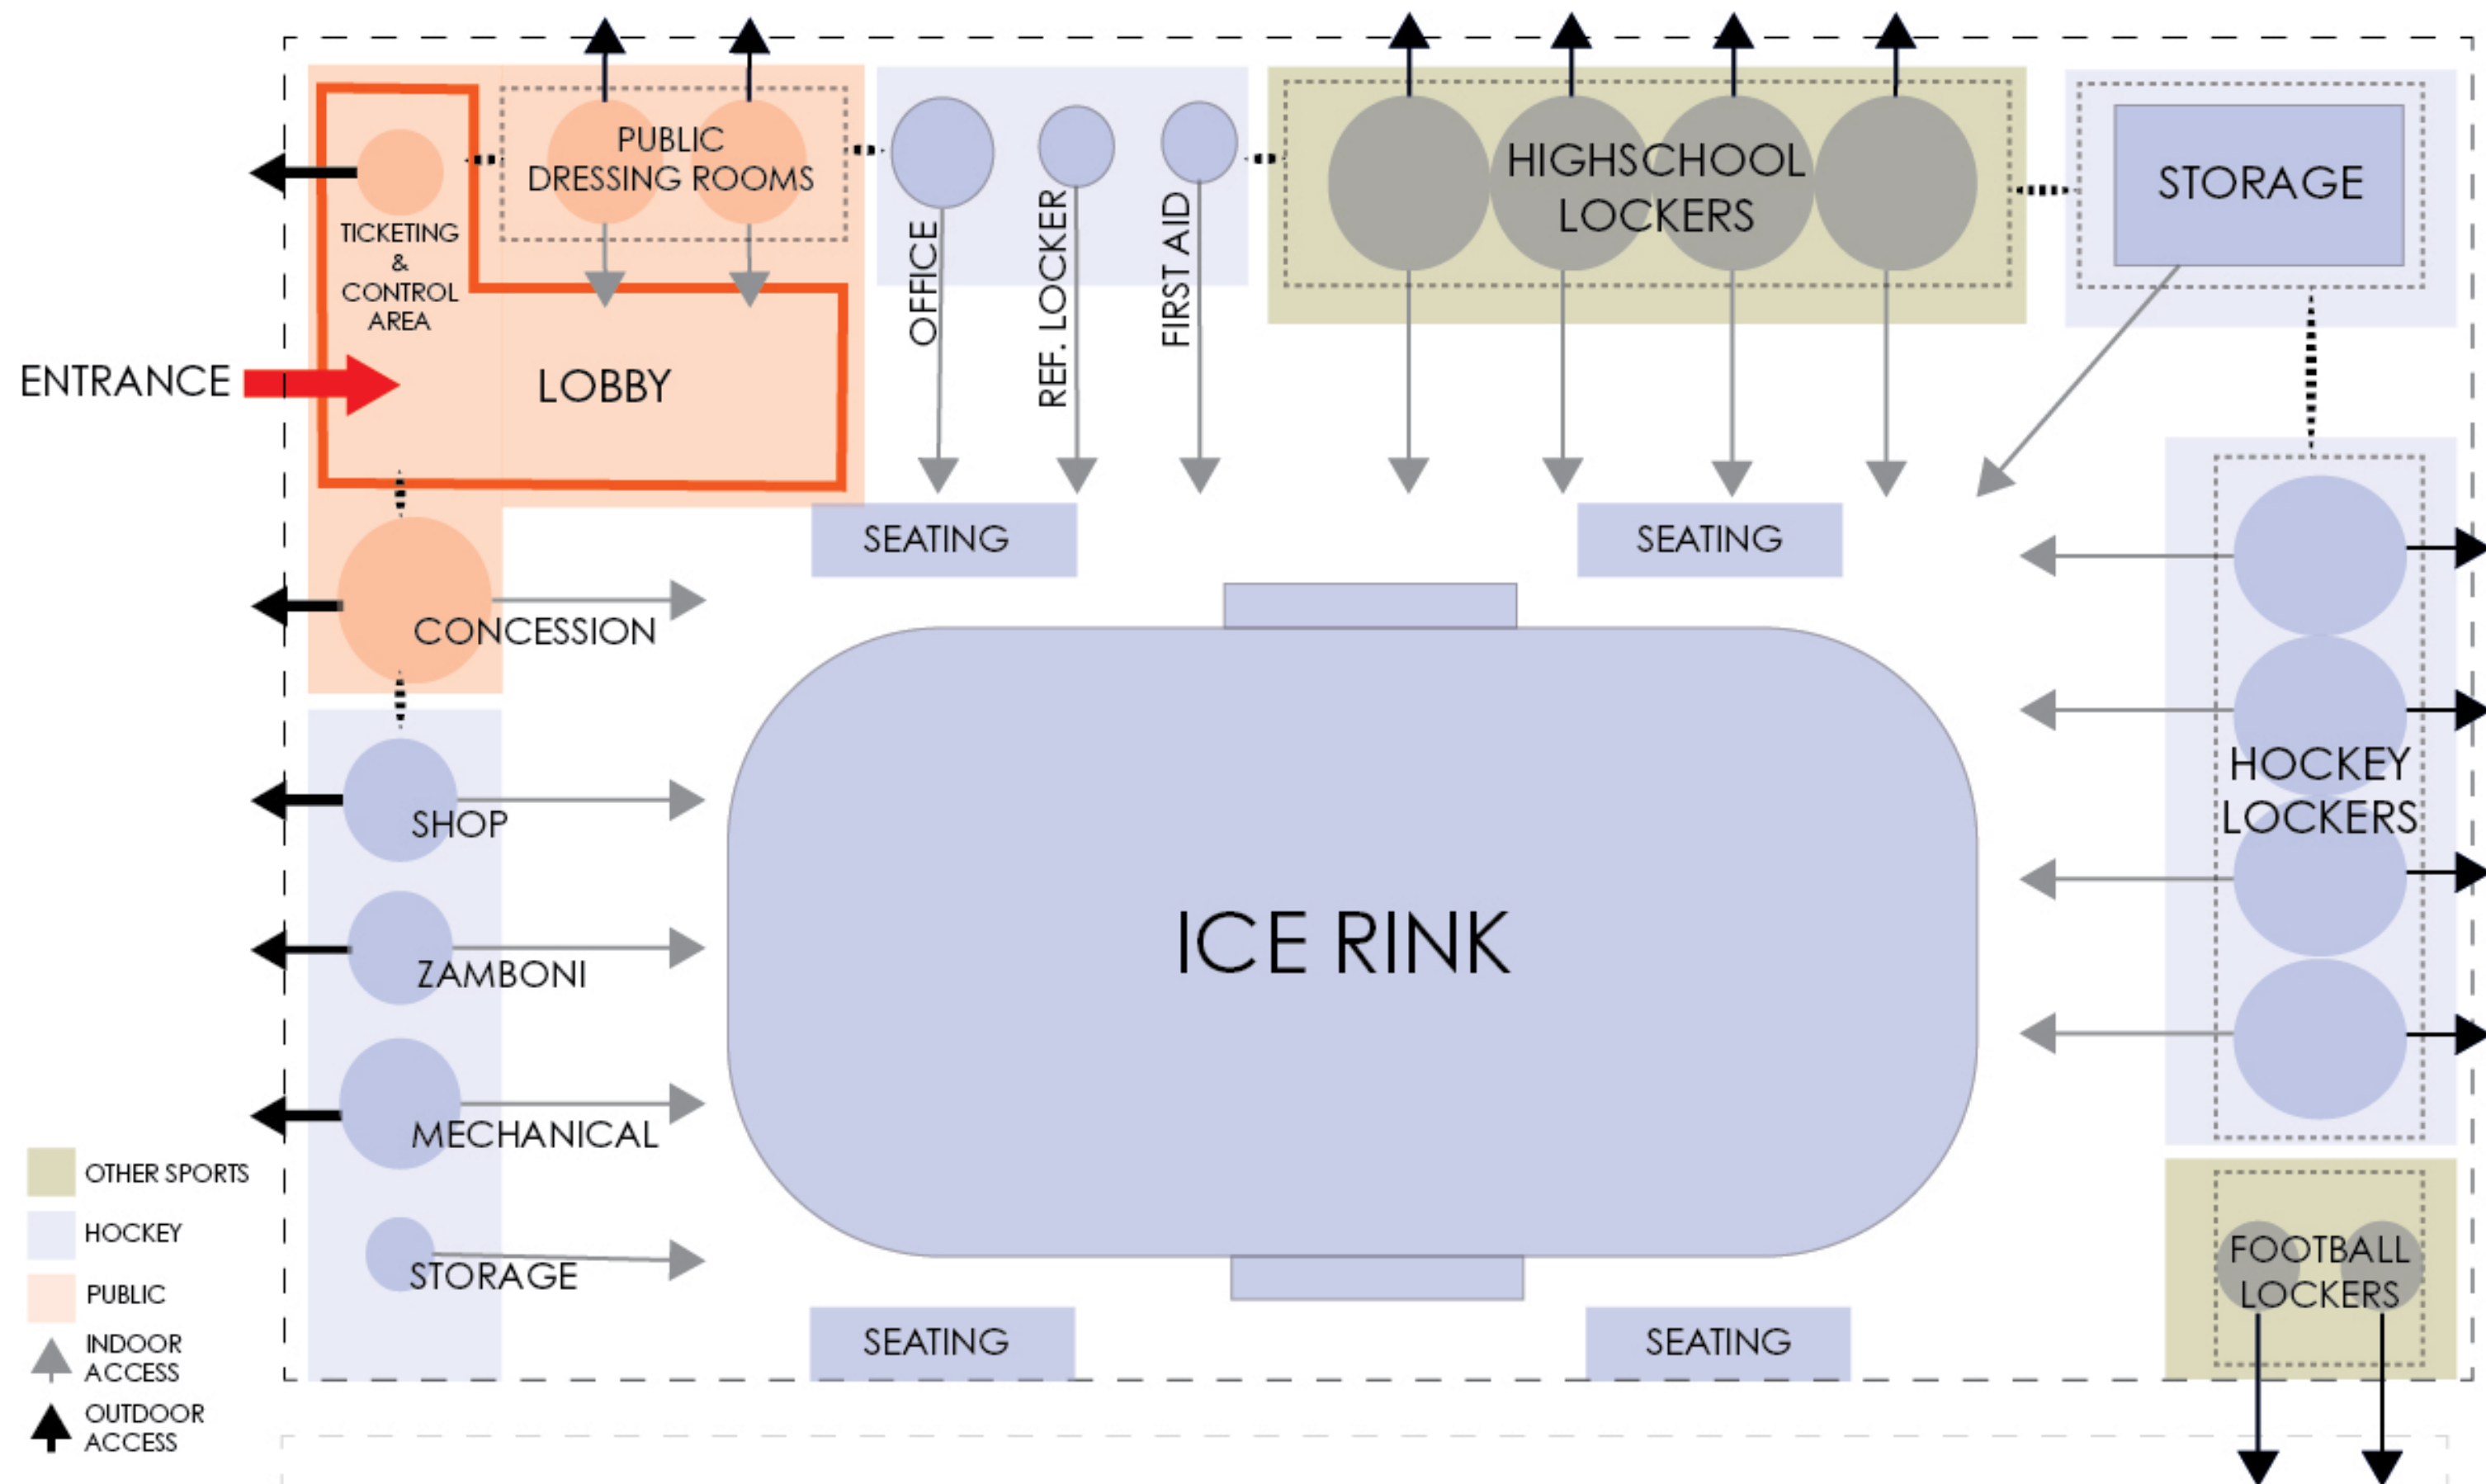 PUBLIC
DRESSING ROOMS
TICKETING
&
CONTROL
AREA
OFFICE
REF. LOCKER
FIRST AID
HIGHSCHOOL
LOCKERS
STORAGE
ENTRANCE
LOBBY
SEATING
SEATING
CONCESSION
SHOP
ZAMBONI
MECHANICAL
STORAGE
ICE RINK
HOCKEY
LOCKERS
FOOTBALL
LOCKERS
SEATING
SEATING
OTHER SPORTS
HOCKEY
PUBLIC
INDOOR
ACCESS
OUTDOOR
ACCESS